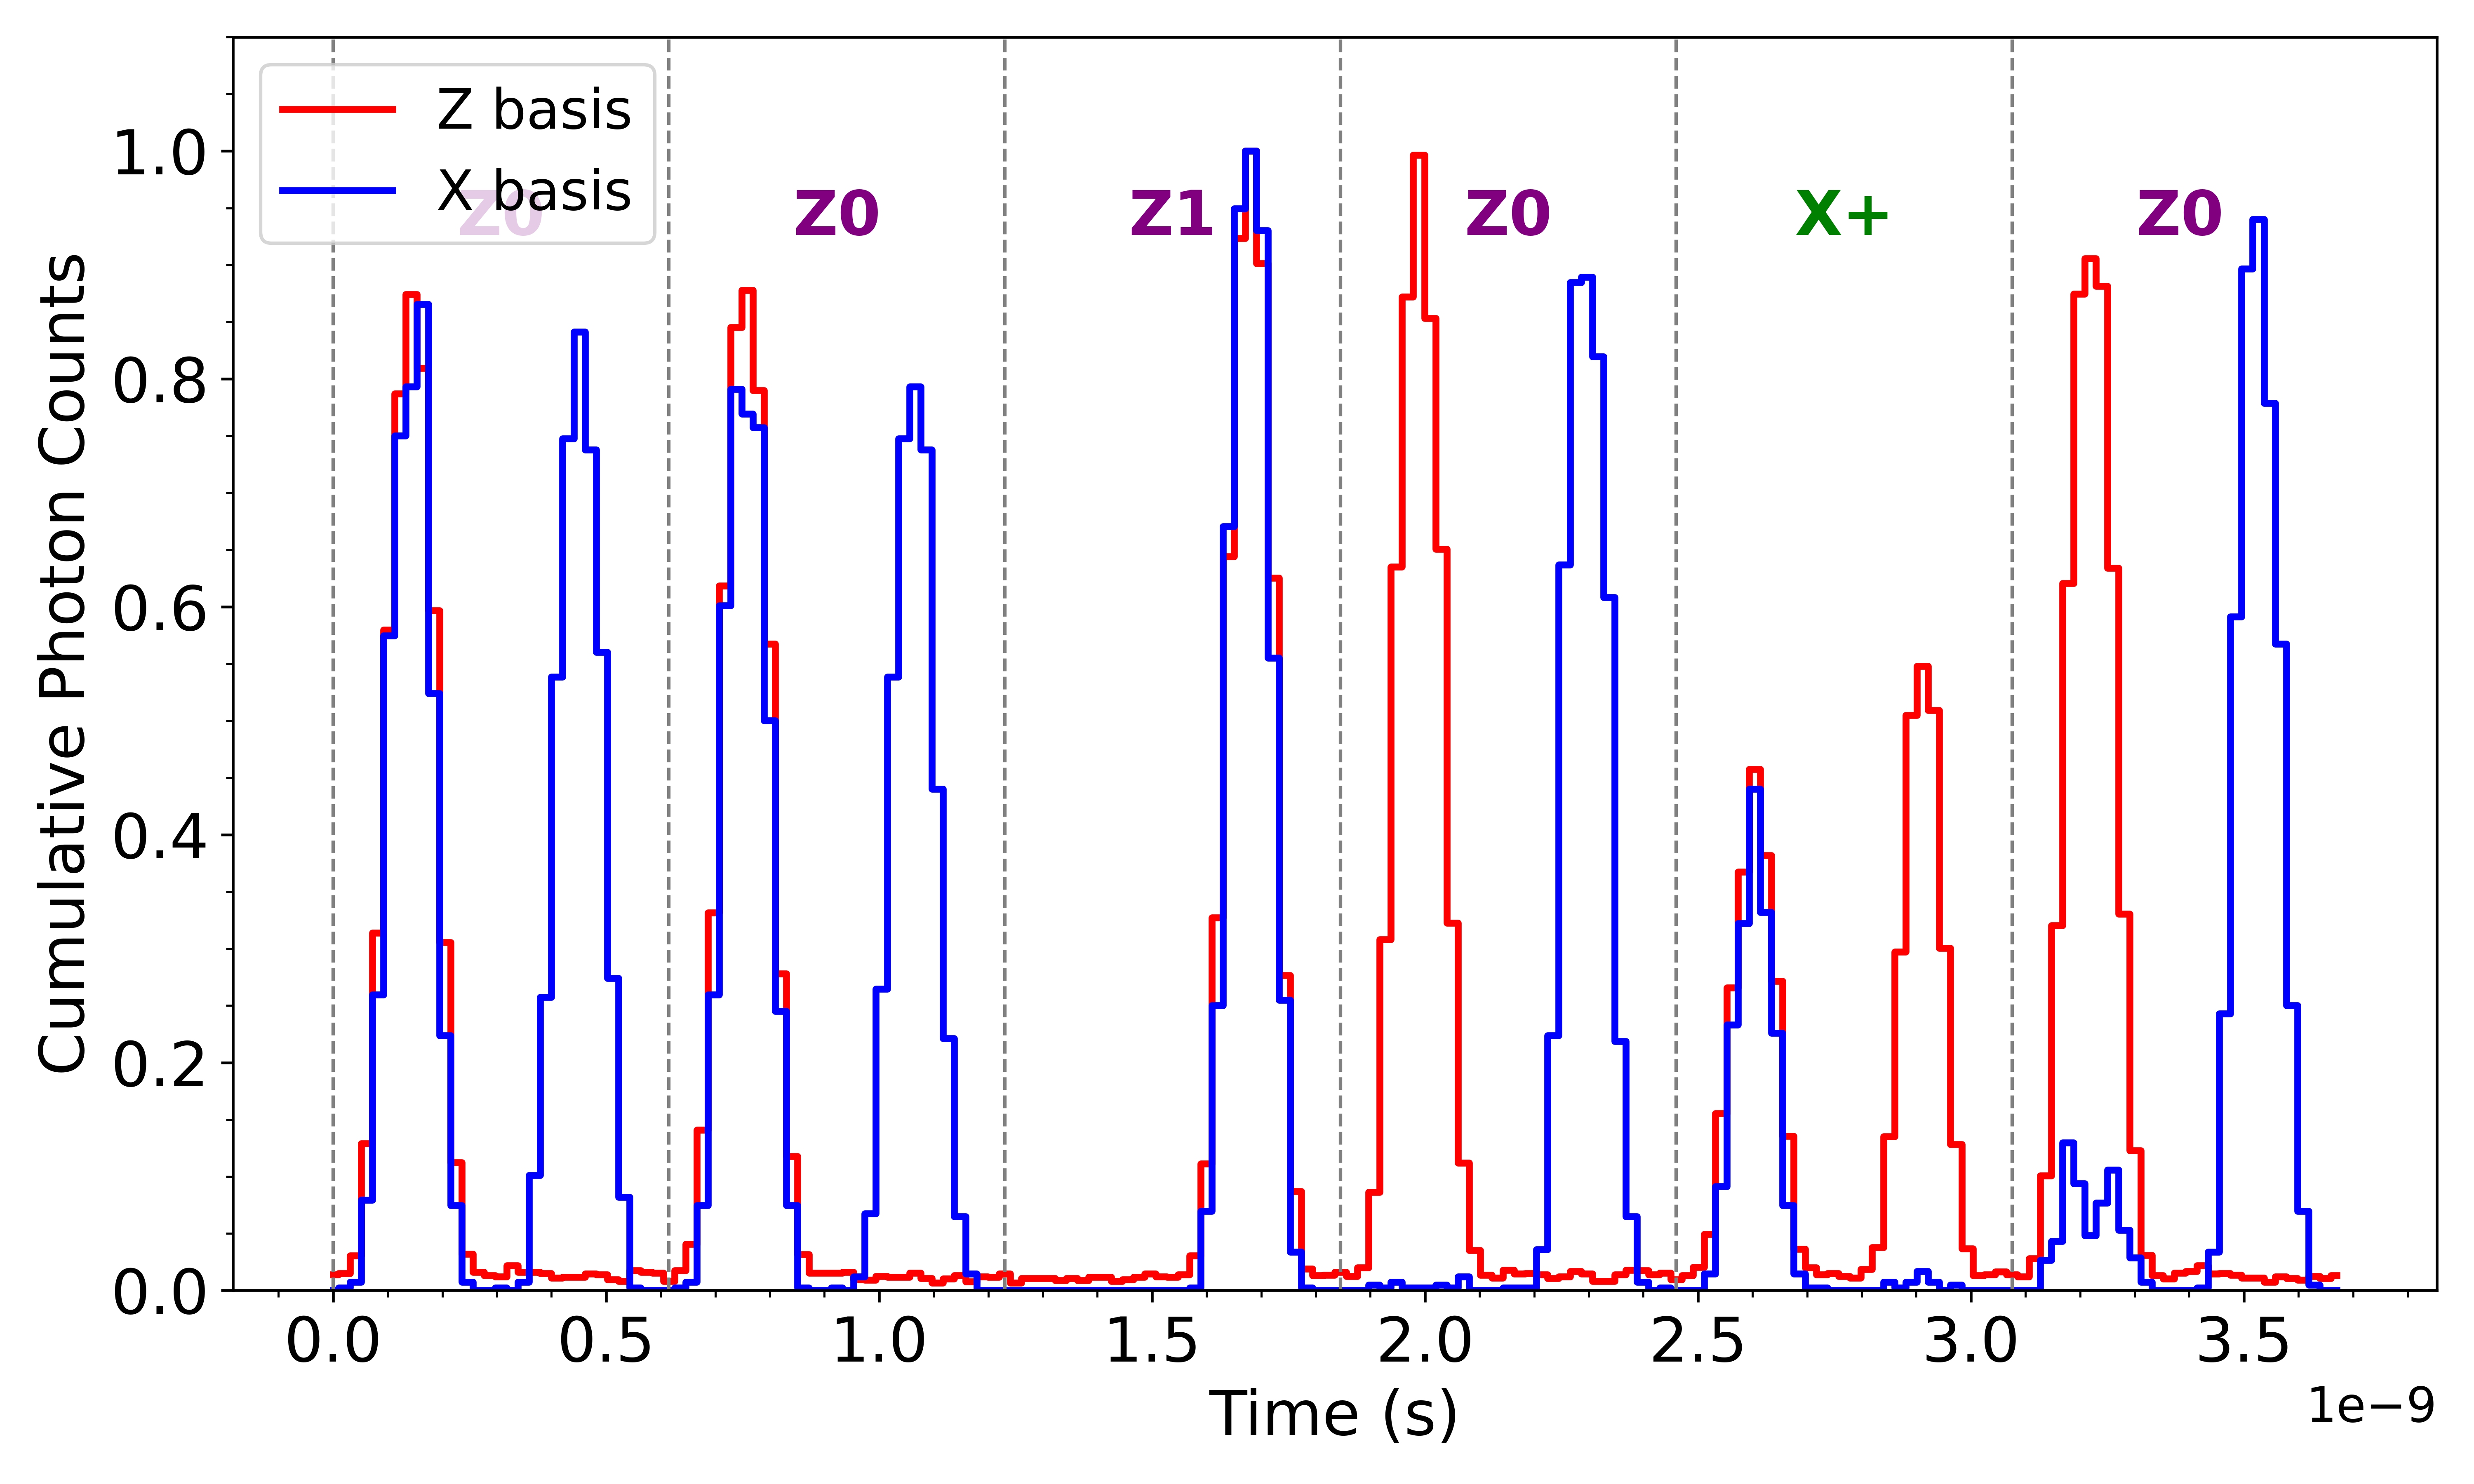 Z basis
X basis
Z0
Z0
Z1
Z0
X+
Z0
Cumulative Photon Counts
1.0
0.8
0.6
0.4
0.2
0.0
0.0
0.5
1.0
1.5
2.0
2.5
3.0
3.5
Time (s)
1e−9